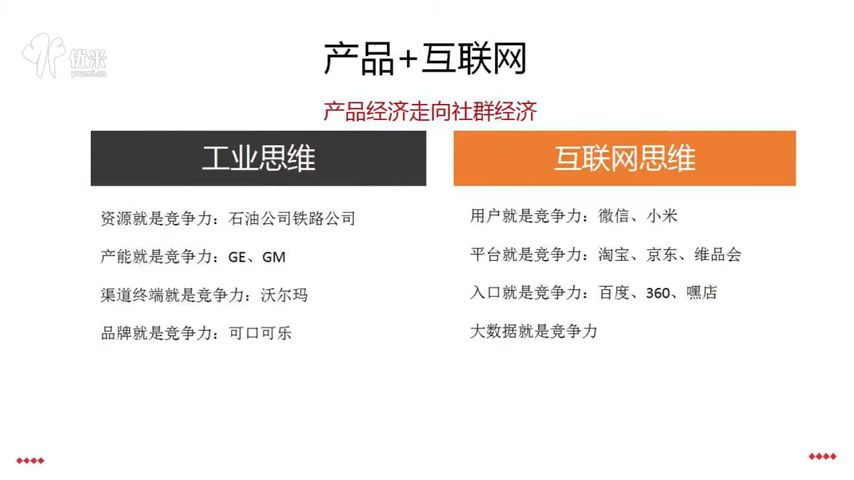 优米
youmi.cn
产品+互联网
产品经济走向社群经济
工业思维
资源就是竞争力：石油公司铁路公司
产能就是竞争力：GE、GM
渠道终端就是竞争力：沃尔玛
品牌就是竞争力：可口可乐
互联网思维
用户就是竞争力：微信、小米
平台就是竞争力：淘宝、京东、维品会
入口就是竞争力：百度、360、嘿店
大数据就是竞争力